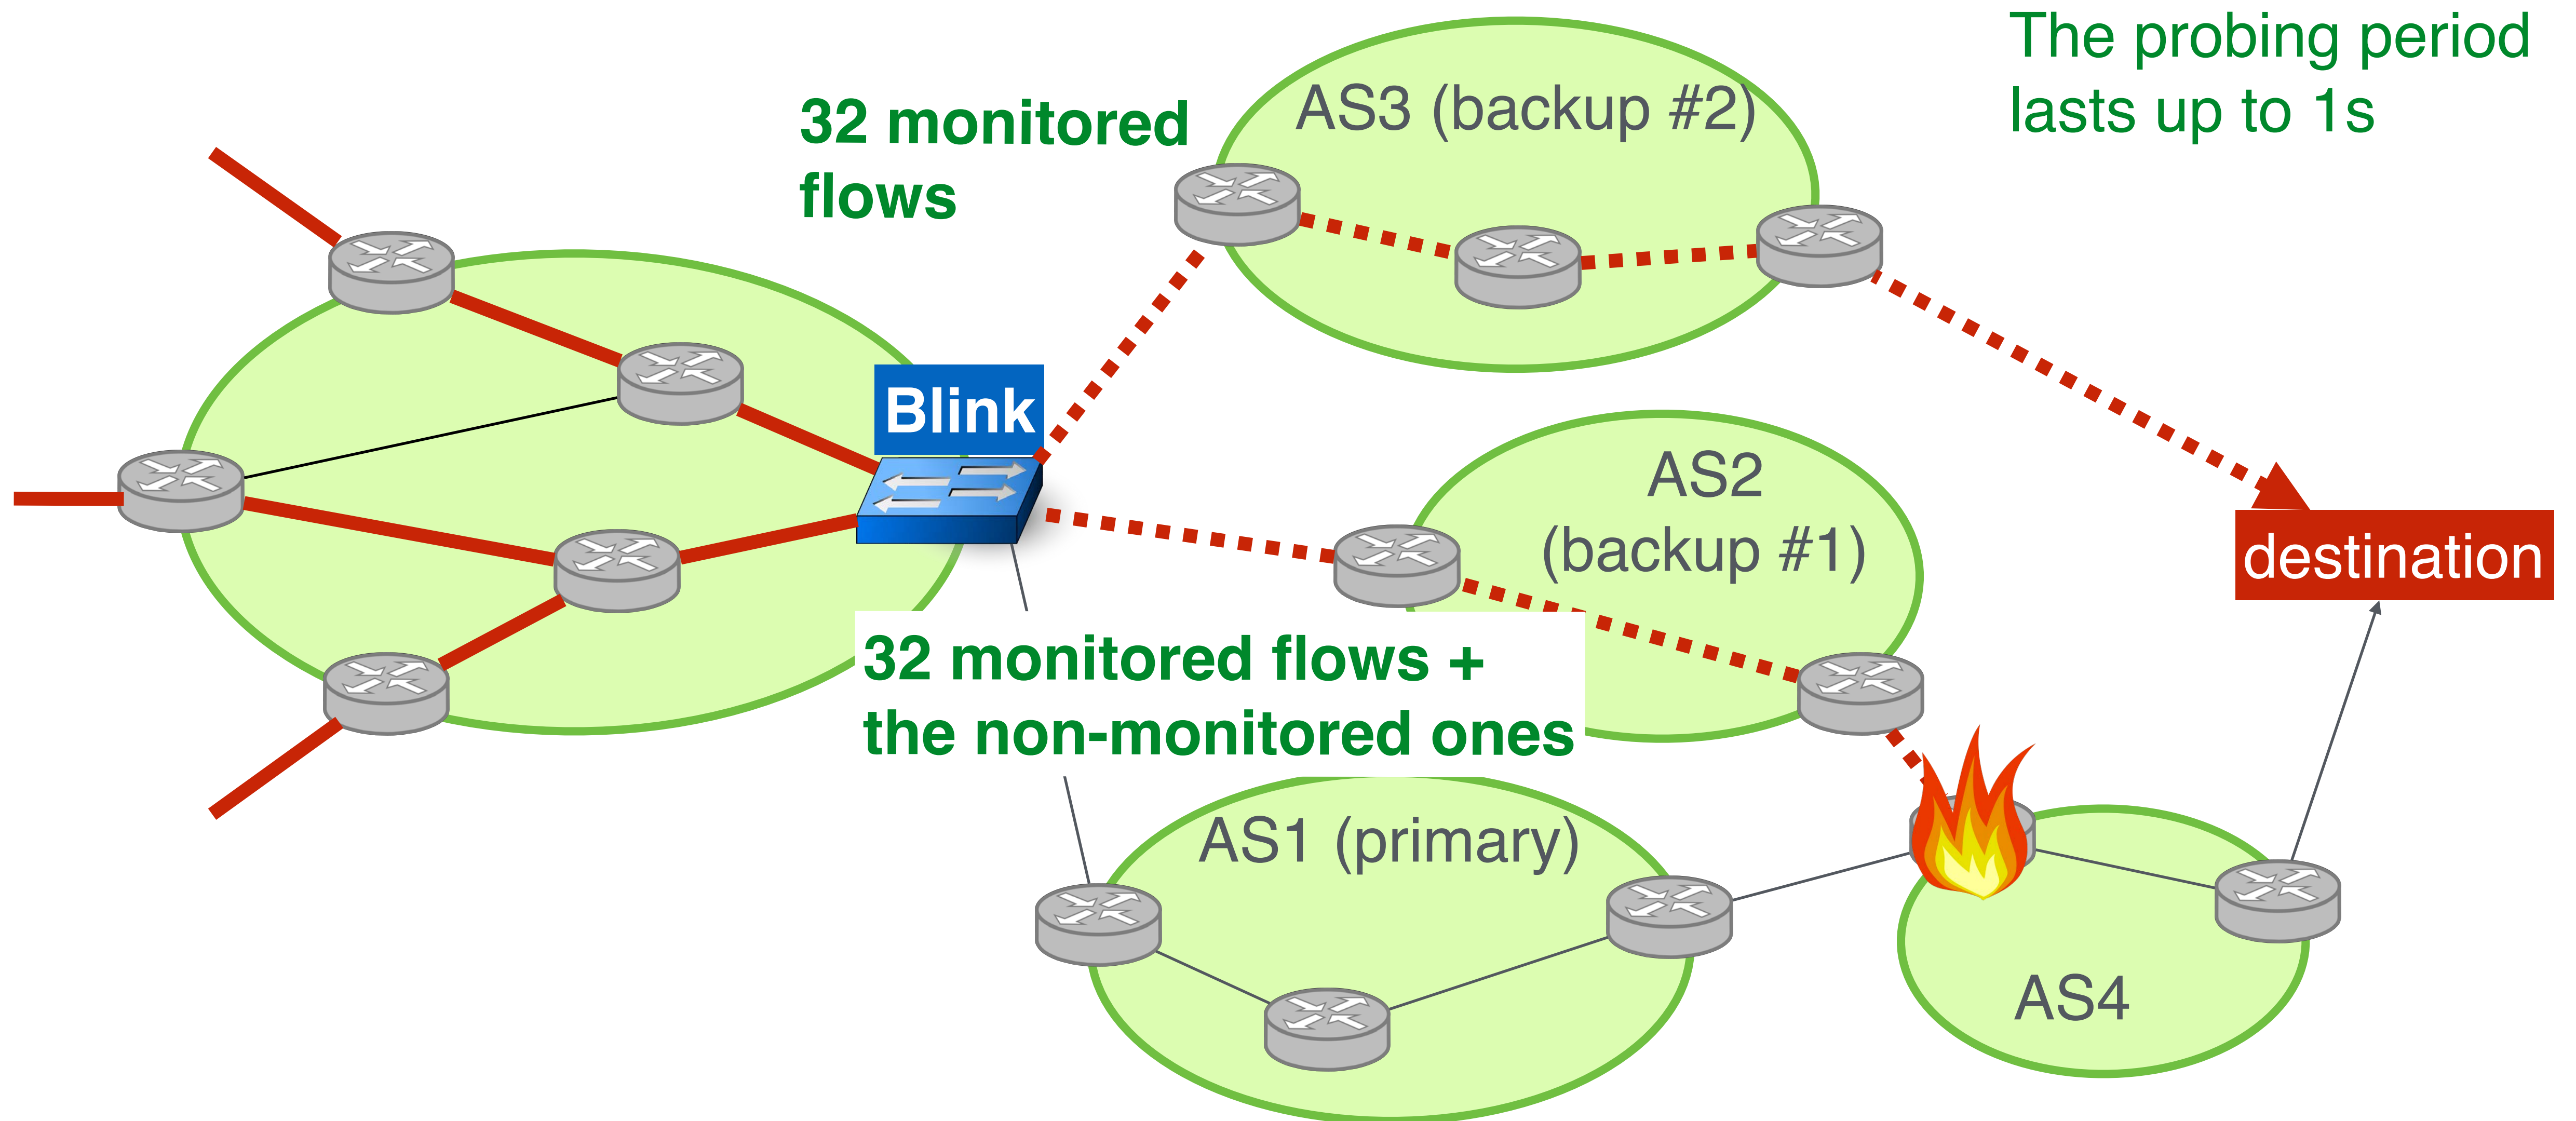 The probing period
lasts up to 1s
32 monitored
flows
AS3 (backup #2)
Blink
AS2
(backup #1)
destination
32 monitored flows +
the non-monitored ones
AS1 (primary)
AS4